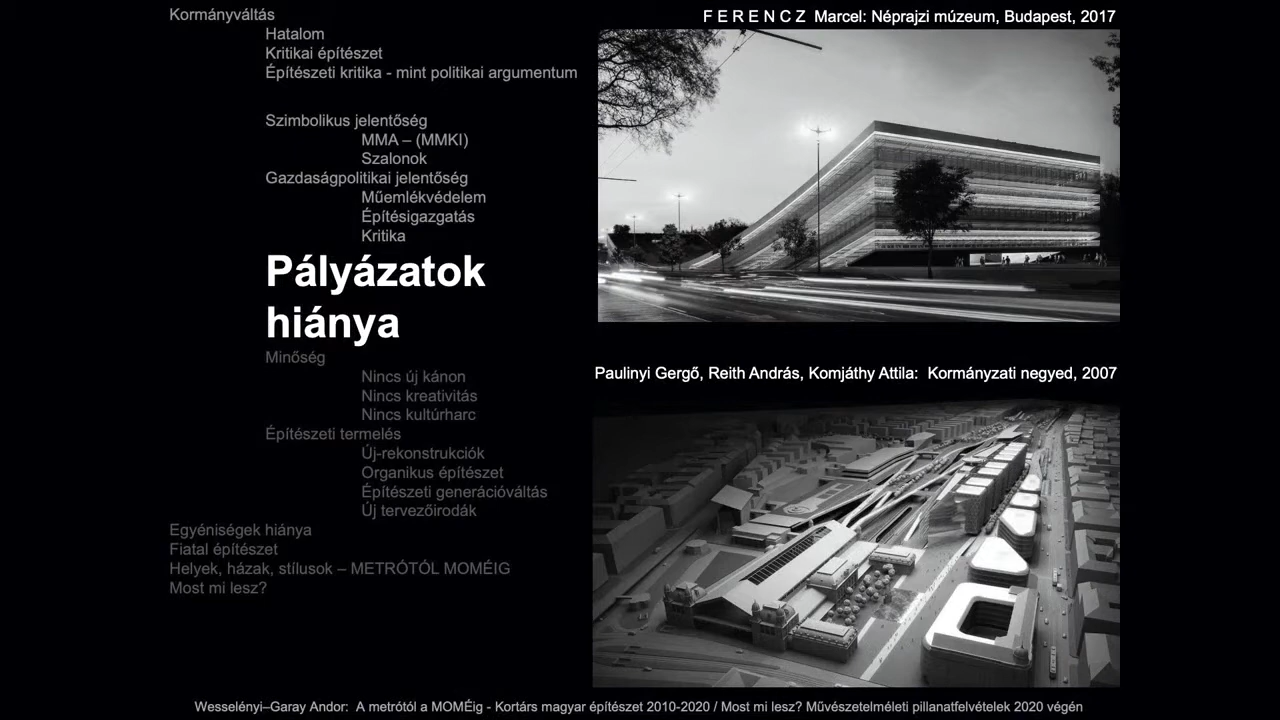 Kormányváltás
Hatalom
Kritikai építészet
Építészeti kritika - mint politikai argumentum
Szimbolikus jelentőség
MMA – (MMKI)
Szalonok
Gazdaságpolitikai jelentőség
Műemlékvédelem
Építésigazgatás
Kritika
Pályázatok
hiánya
Minőség
Nincs új kánon
Nincs kreativitás
Nincs kultúrharc
Építészeti termelés
Új-rekonstrukciók
Organikus építészet
Építészeti generációváltás
Új tervezőirodák
Egyéniségek hiánya
Fiatal építészet
Helyek, házak, stílusok – METRÓTÓL MOMÉIG
Most mi lesz?
F E R E N C Z Marcel: Néprajzi múzeum, Budapest, 2017
Paulinyi Gergő, Reith András, Komjáthy Attila: Kormányzati negyed, 2007
Wesselényi–Garay Andor: A metrótól a MOMÉig - Kortárs magyar építészet 2010-2020 / Most mi lesz? Művészetelméleti pillanatfelvételek 2020 végén